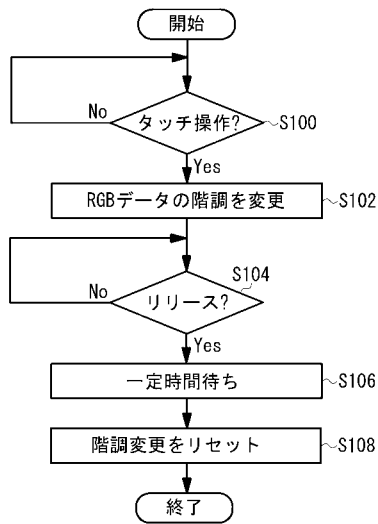 開始
No
タッチ操作?
S100
Yes
RGBデータの階調を変更
S102
S104
No
リリース?
Yes
一定時間待ち
S106
階調変更をリセット
S108
終了